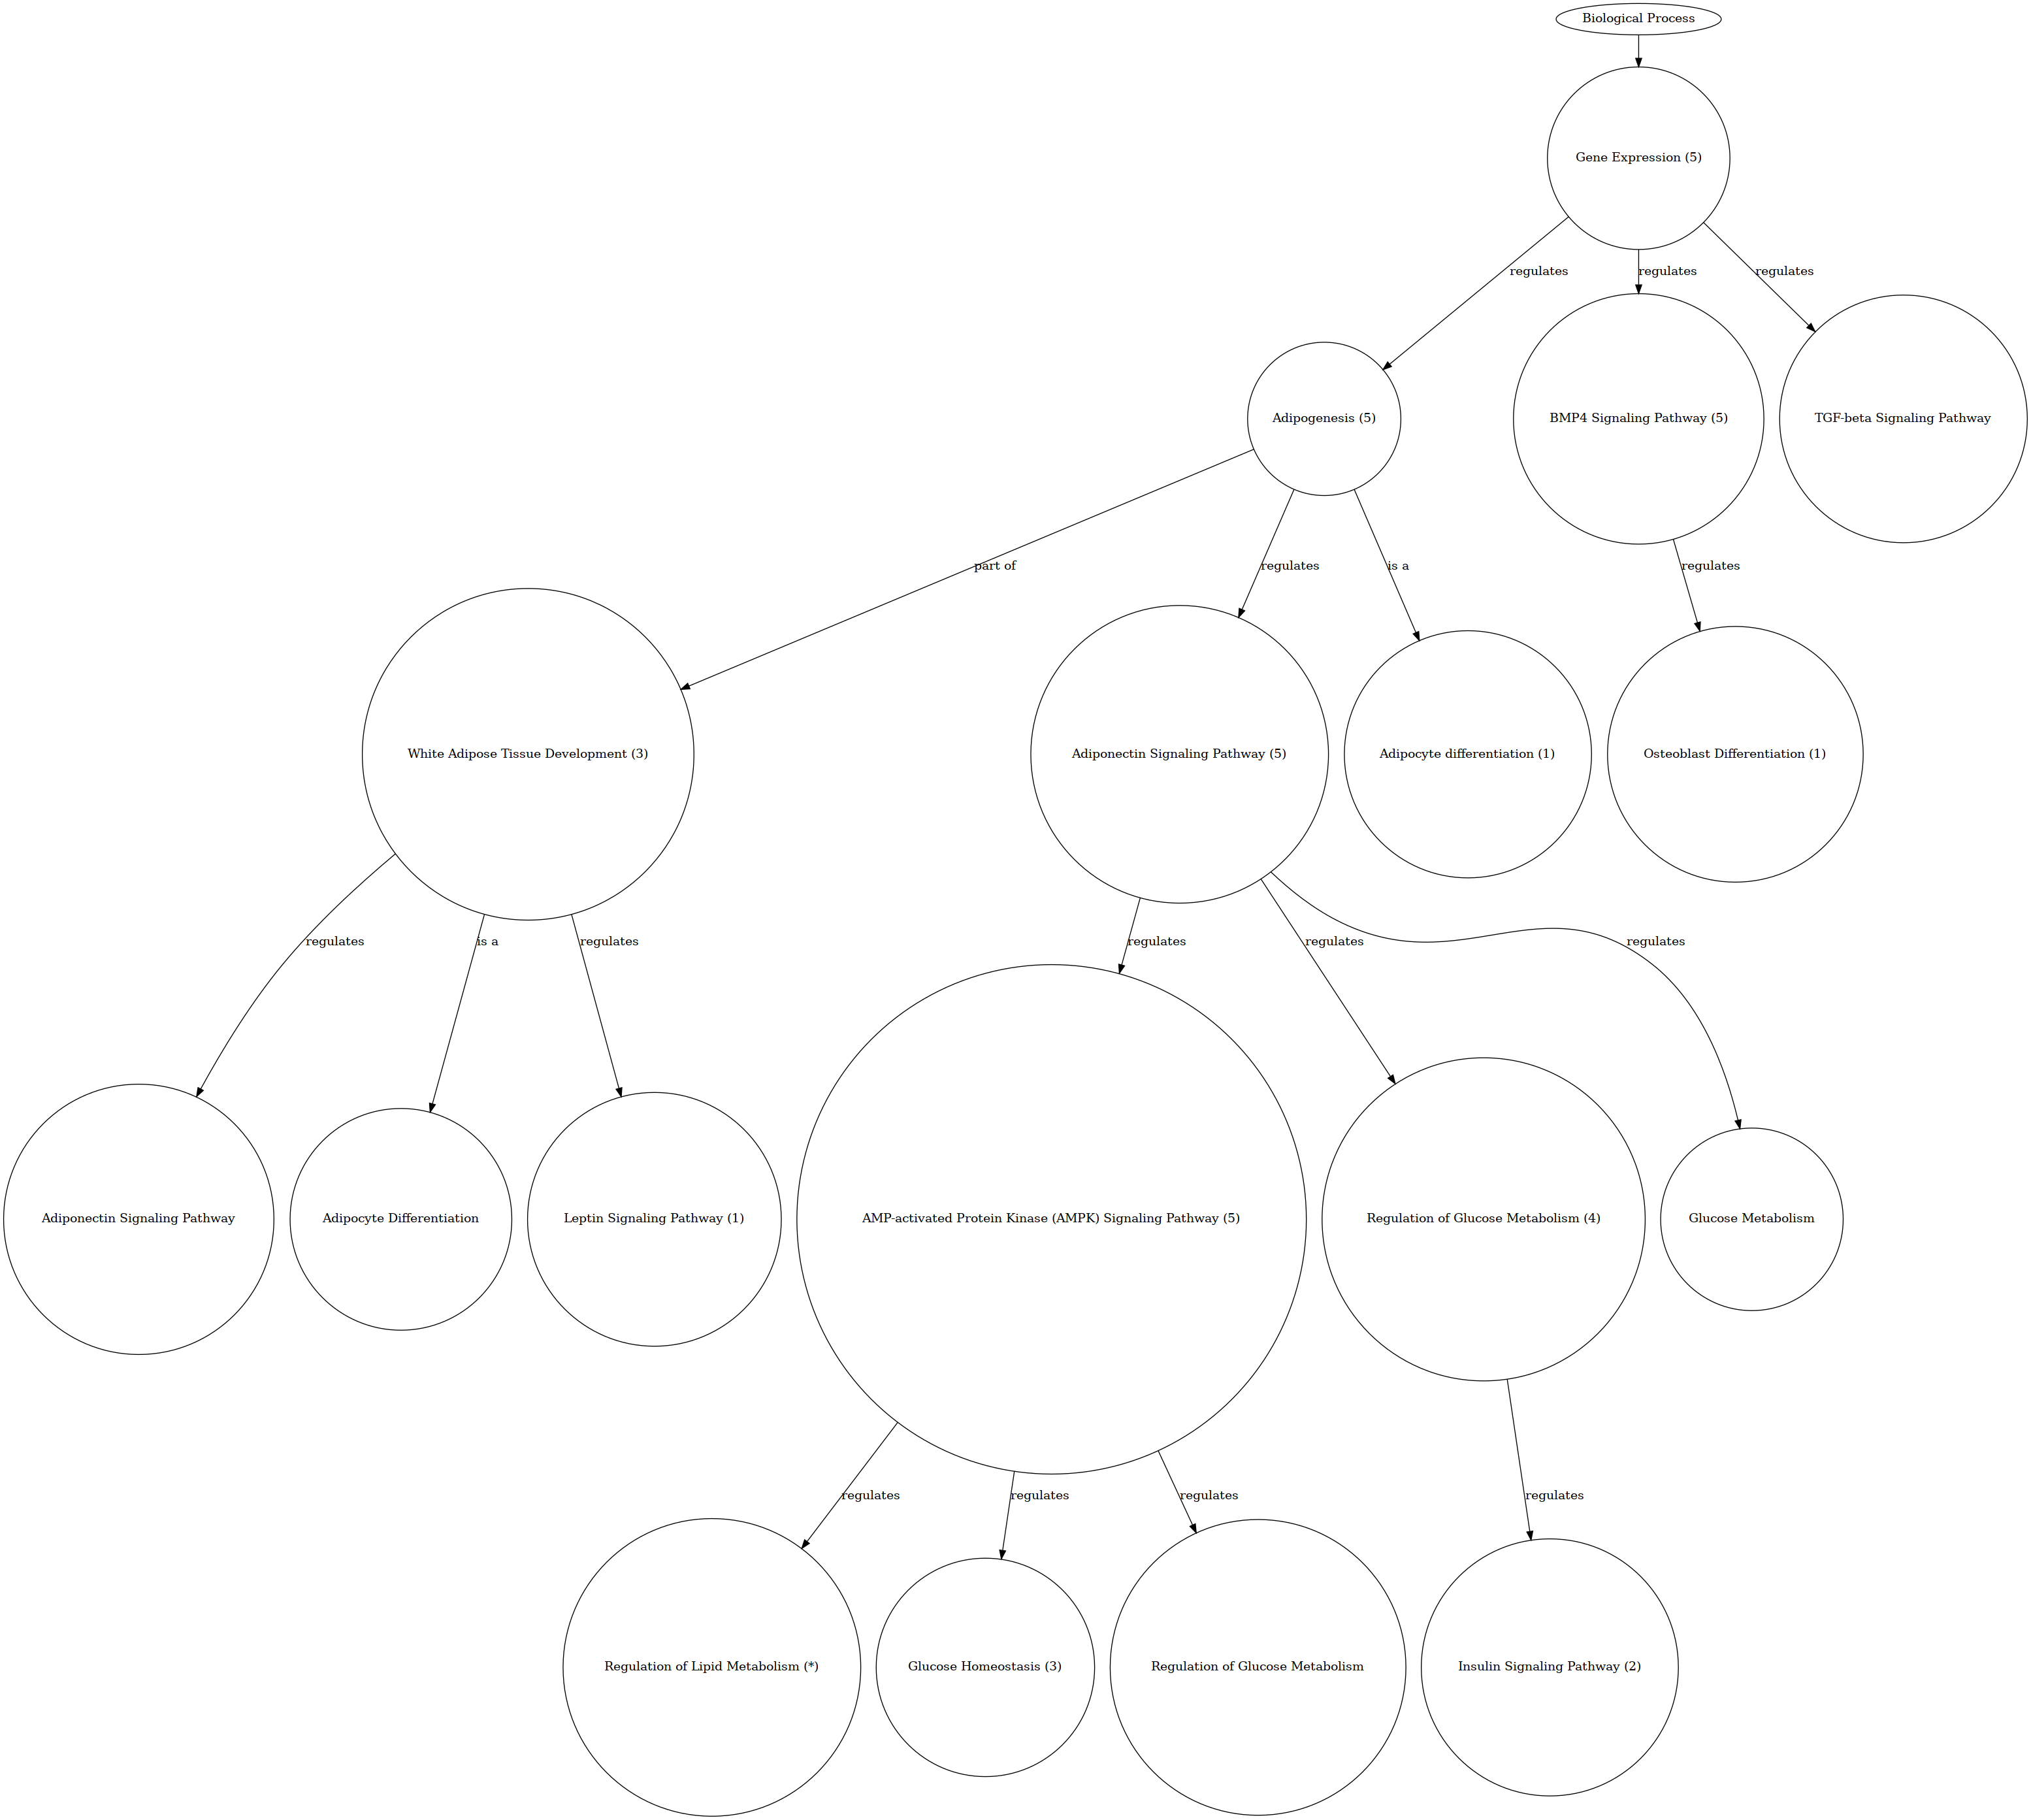 Biological Process
Gene Expression (5)
regulates
regulates
regulates
Adipogenesis (5)
BMP4 Signaling Pathway (5)
TGF-beta Signaling Pathway
part of
regulates
is a
regulates
White Adipose Tissue Development (3)
Adiponectin Signaling Pathway (5)
Adipocyte differentiation (1)
Osteoblast Differentiation (1)
regulates
is a
regulates
regulates
regulates
regulates
Adiponectin Signaling Pathway
Adipocyte Differentiation
Leptin Signaling Pathway (1)
AMP-activated Protein Kinase (AMPK) Signaling Pathway (5)
Regulation of Glucose Metabolism (4)
Glucose Metabolism
regulates
regulates
regulates
regulates
Regulation of Lipid Metabolism (*)
Glucose Homeostasis (3)
Regulation of Glucose Metabolism
Insulin Signaling Pathway (2)